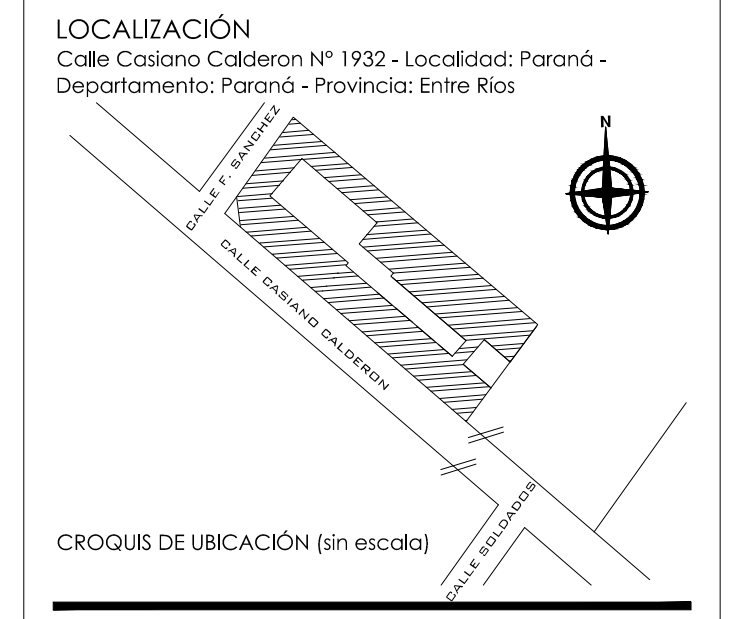 LOCALIZACIÓN
Calle Casiano Calderon N° 1932 - Localidad: Paraná -
Departamento: Paraná - Provincia: Entre Ríos
N
CALLE F. SANCHEZ
CALLE CASIANO CALDERON
CALLE SOLDADOS
CROQUIS DE UBICACIÓN (sin escala)